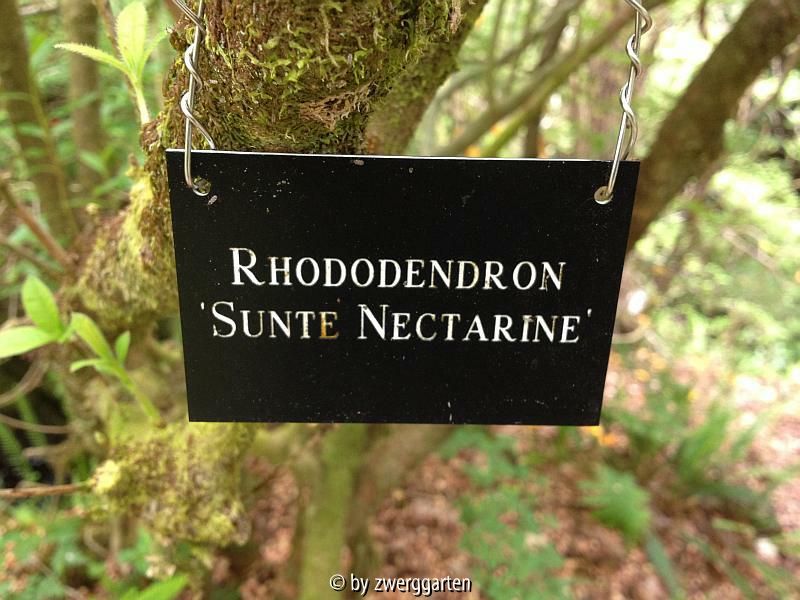 Rhododendron
'Sunte Nectarine'
© by zwerggarten